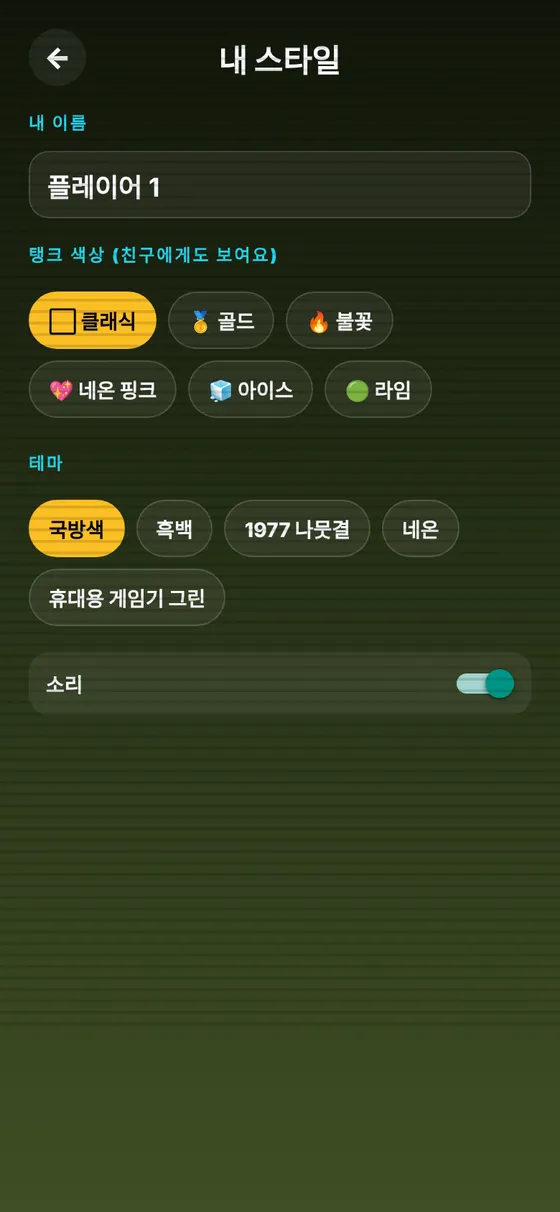 내 스타일
내 이름
플레이어 1
탱크 색상 (친구에게도 보여요)
클래식 🥇 골드 🔥 불꽃
💖 네온 핑크 🧊 아이스 🟢 라임
테마
국방색 흑백 1977 나뭇결 네온
휴대용 게임기 그린
소리